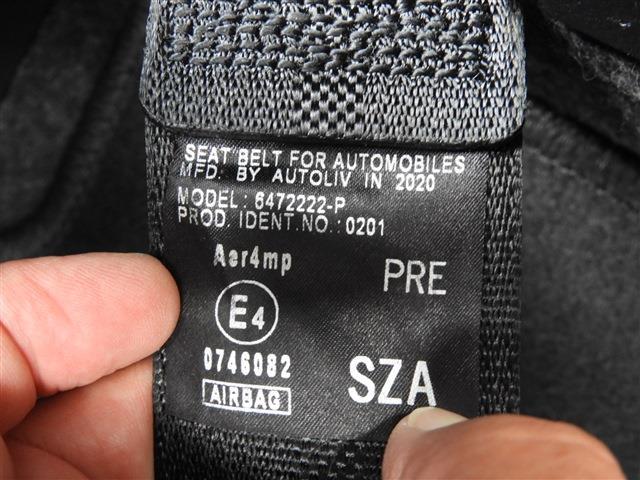 SEAT BELT FOR AUTOMOBILES
MFD. BY AUTOLIV IN 2020
MODEL: 6472222-P
PROD. IDENT.NO.:0201
Aer4mp
PRE
E4
0746082
SZA
AIRBAG